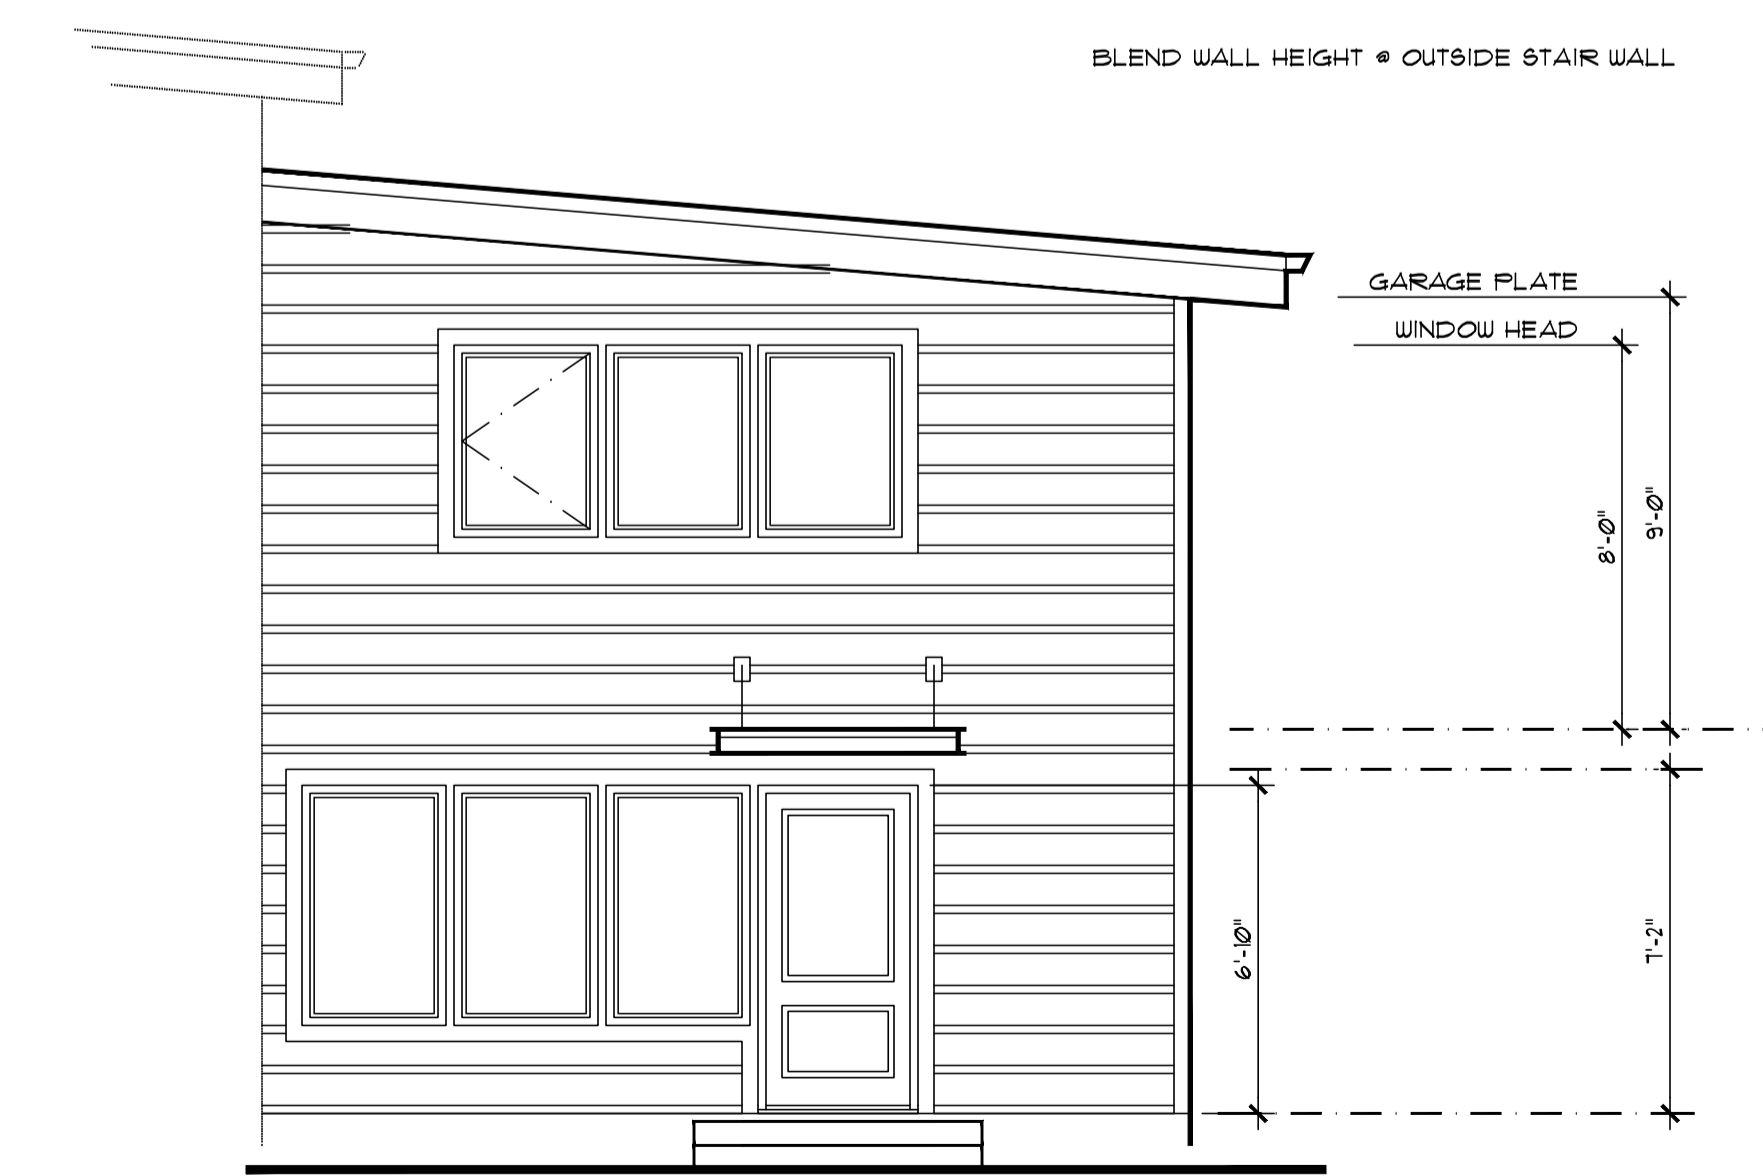 BLEND WALL HEIGHT @ OUTSIDE STAIR WALL
GARAGE PLATE
WINDOW HEAD
8'-0"
9'-0"
6'-10"
7'-2"